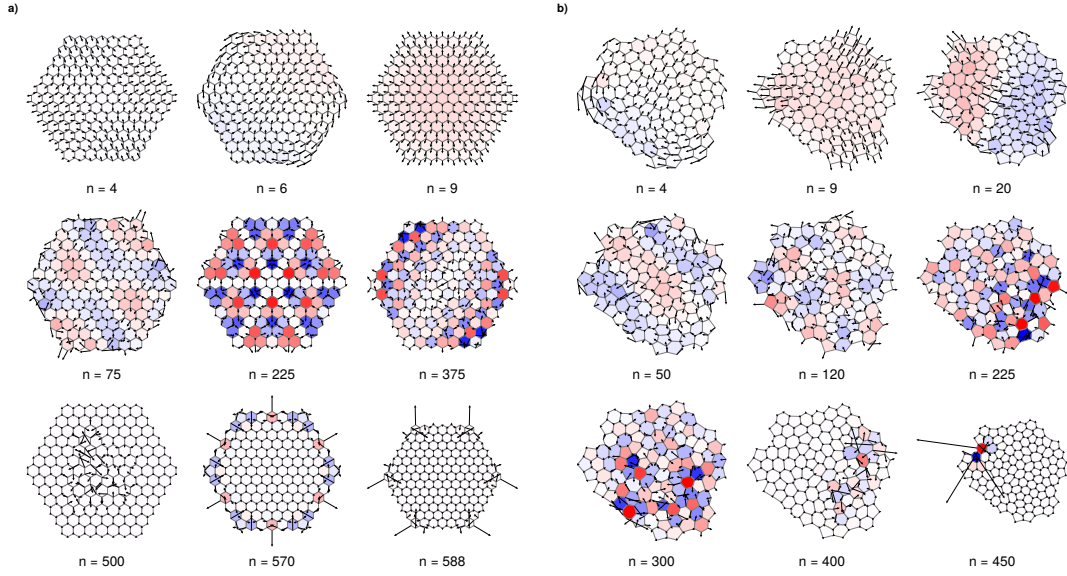 a)
n = 4
n = 6
n = 9
n = 75
n = 225
n = 375
n = 500
n = 570
n = 588
b)
n = 4
n = 9
n = 20
n = 50
n = 120
n = 225
n = 300
n = 400
n = 450